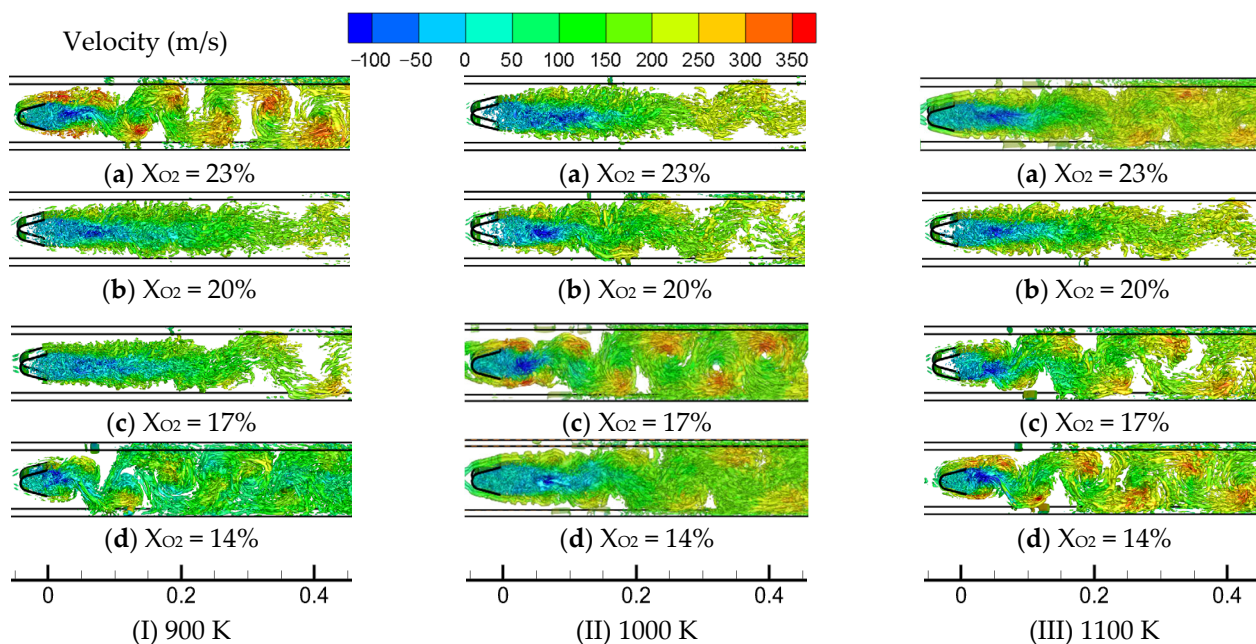 Velocity (m/s)
−100 −50 0 50 100 150 200 250 300 350
(a) XO2 = 23% (a) XO2 = 23% (a) XO2 = 23%
(b) XO2 = 20% (b) XO2 = 20% (b) XO2 = 20%
(c) XO2 = 17% (c) XO2 = 17% (c) XO2 = 17%
(d) XO2 = 14% (d) XO2 = 14% (d) XO2 = 14%
0 0.2 0.4 0 0.2 0.4 0 0.2 0.4
(I) 900 K (II) 1000 K (III) 1100 K